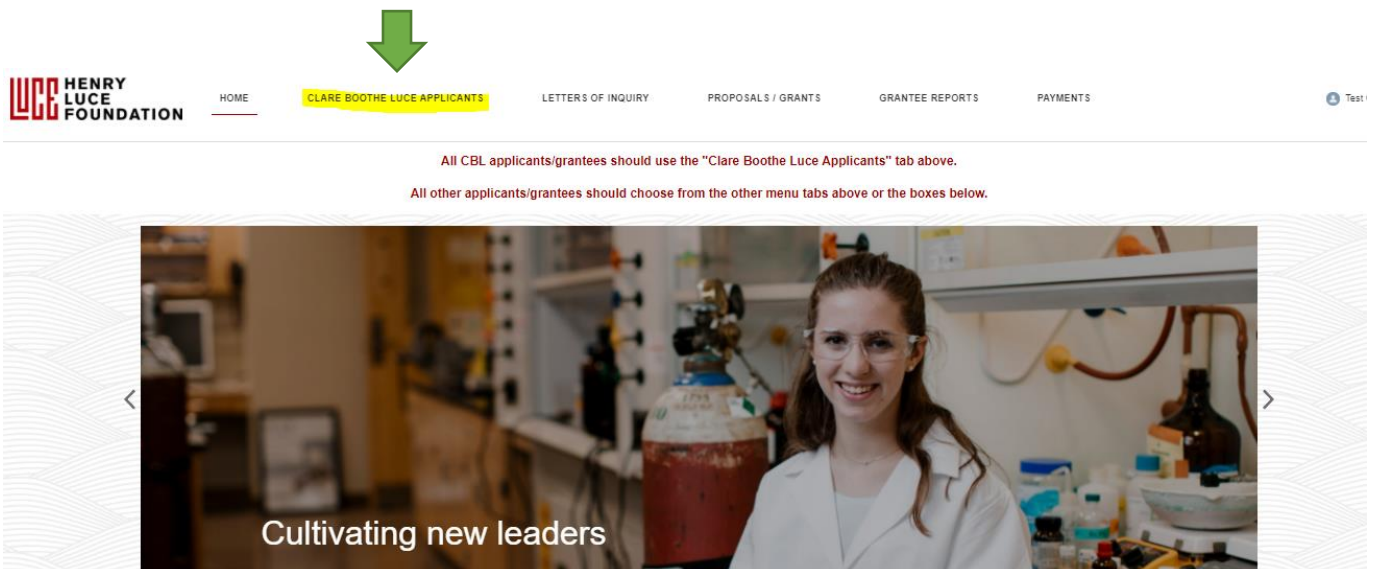 LUCE HENRY
LUCE
FOUNDATION
HOME CLARE BOOTHE LUCE APPLICANTS LETTERS OF INQUIRY PROPOSALS / GRANTS GRANTEE REPORTS PAYMENTS Test
All CBL applicants/grantees should use the "Clare Boothe Luce Applicants" tab above.
All other applicants/grantees should choose from the other menu tabs above or the boxes below.
Cultivating new leaders